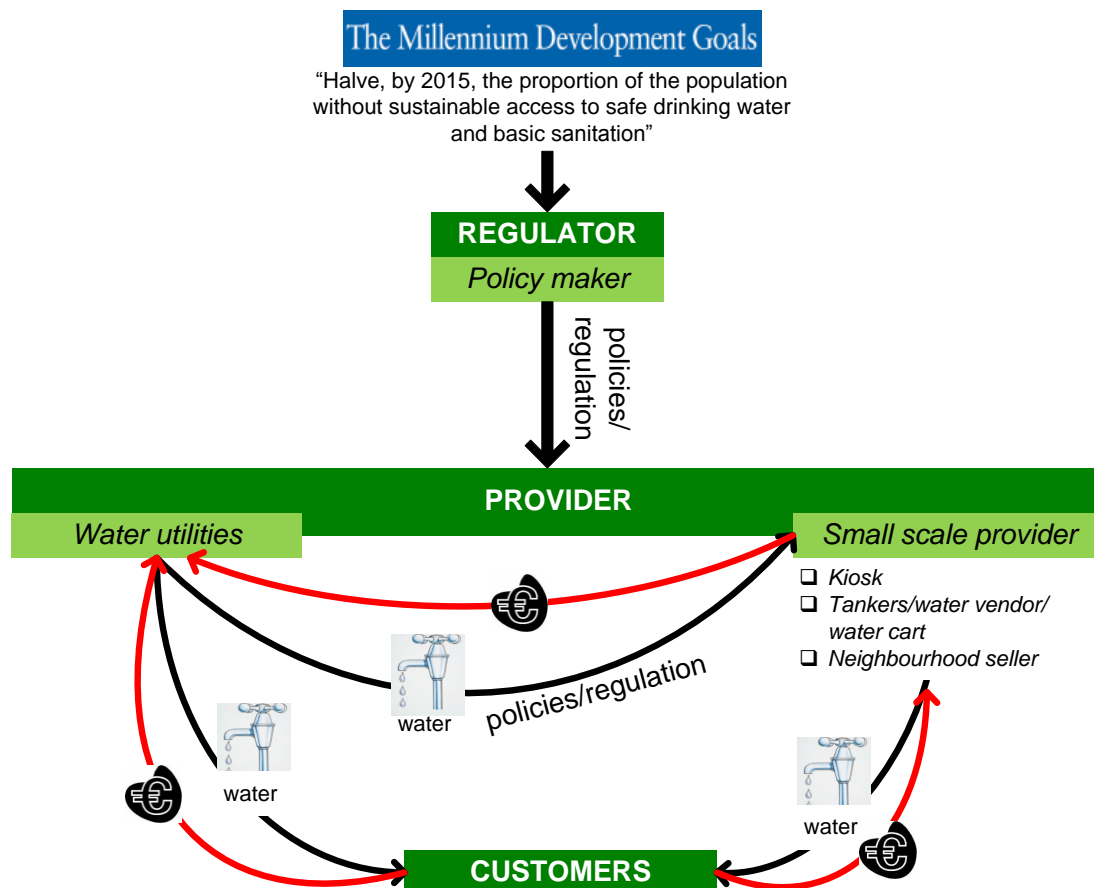 The Millennium Development Goals
“Halve, by 2015, the proportion of the population
without sustainable access to safe drinking water
and basic sanitation”
REGULATOR
Policy maker
policies/
regulation
PROVIDER
Water utilities
Small scale provider
❑ Kiosk
❑ Tankers/water vendor/
water cart
❑ Neighbourhood seller
€
water
policies/regulation
water
€
water
€
CUSTOMERS